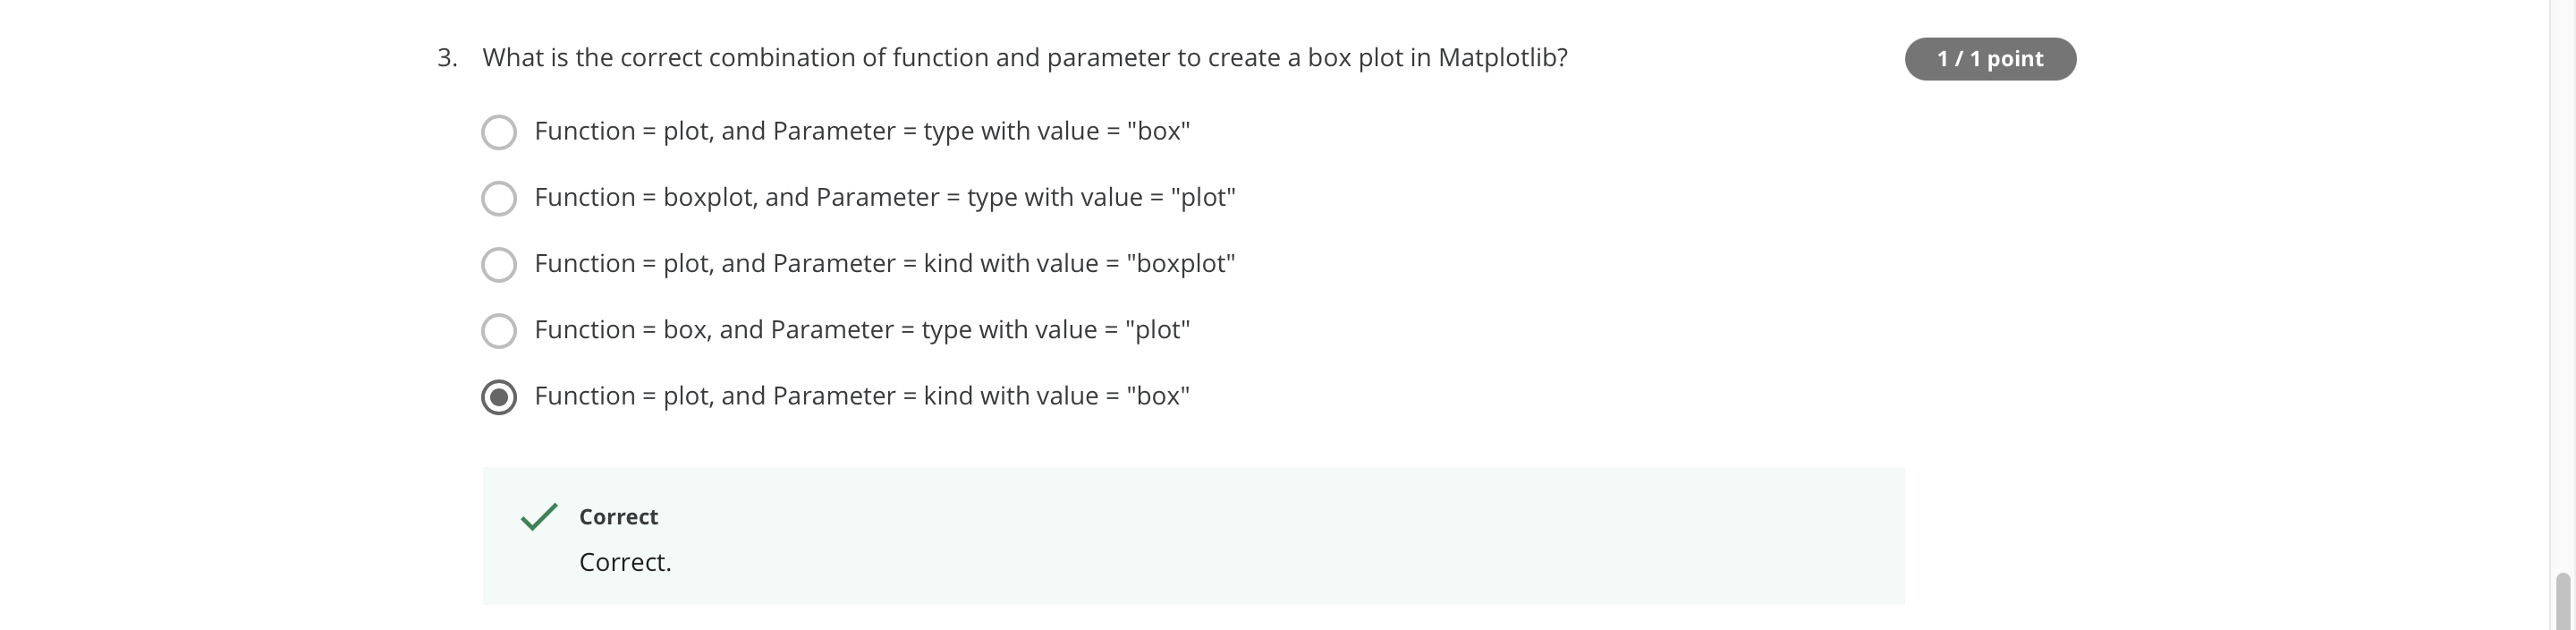 3. What is the correct combination of function and parameter to create a box plot in Matplotlib?
1 / 1 point
Function = plot, and Parameter = type with value = "box"
Function = boxplot, and Parameter = type with value = "plot"
Function = plot, and Parameter = kind with value = "boxplot"
Function = box, and Parameter = type with value = "plot"
Function = plot, and Parameter = kind with value = "box"
Correct
Correct.